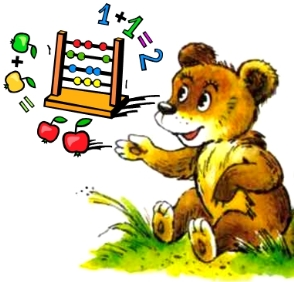 1+1=2
+
=